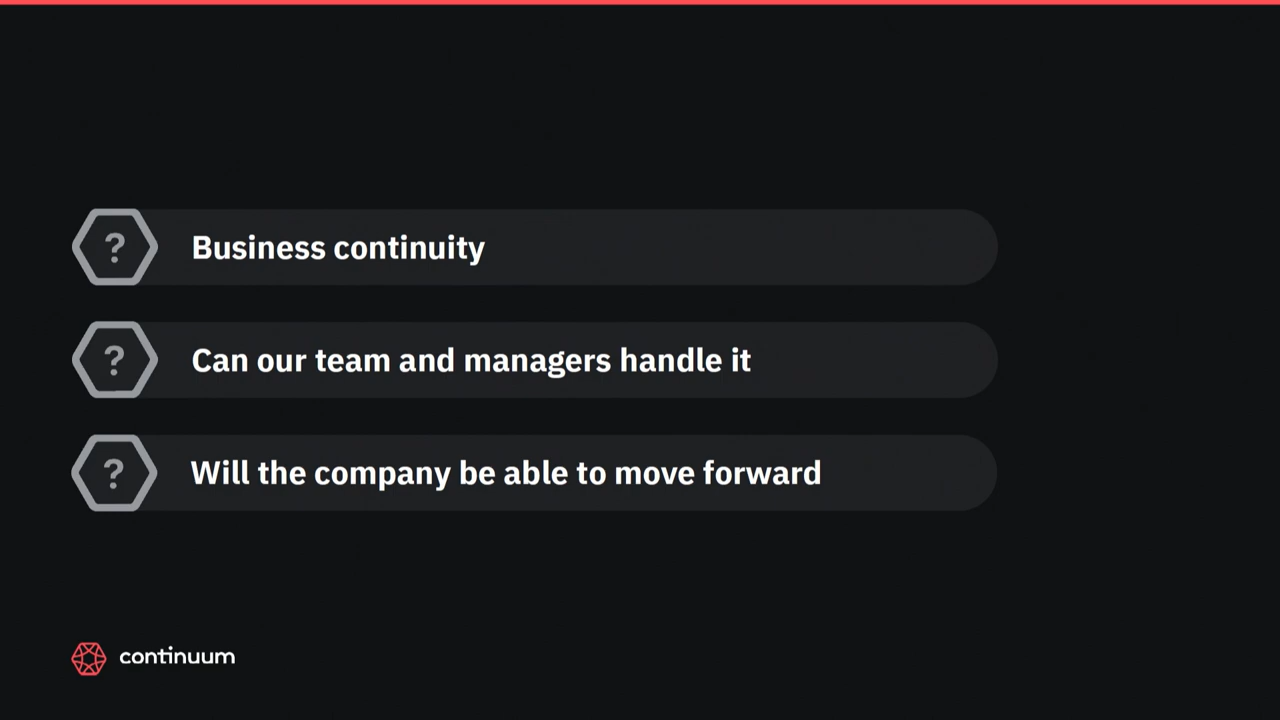 ? Business continuity
? Can our team and managers handle it
? Will the company be able to move forward
continuum